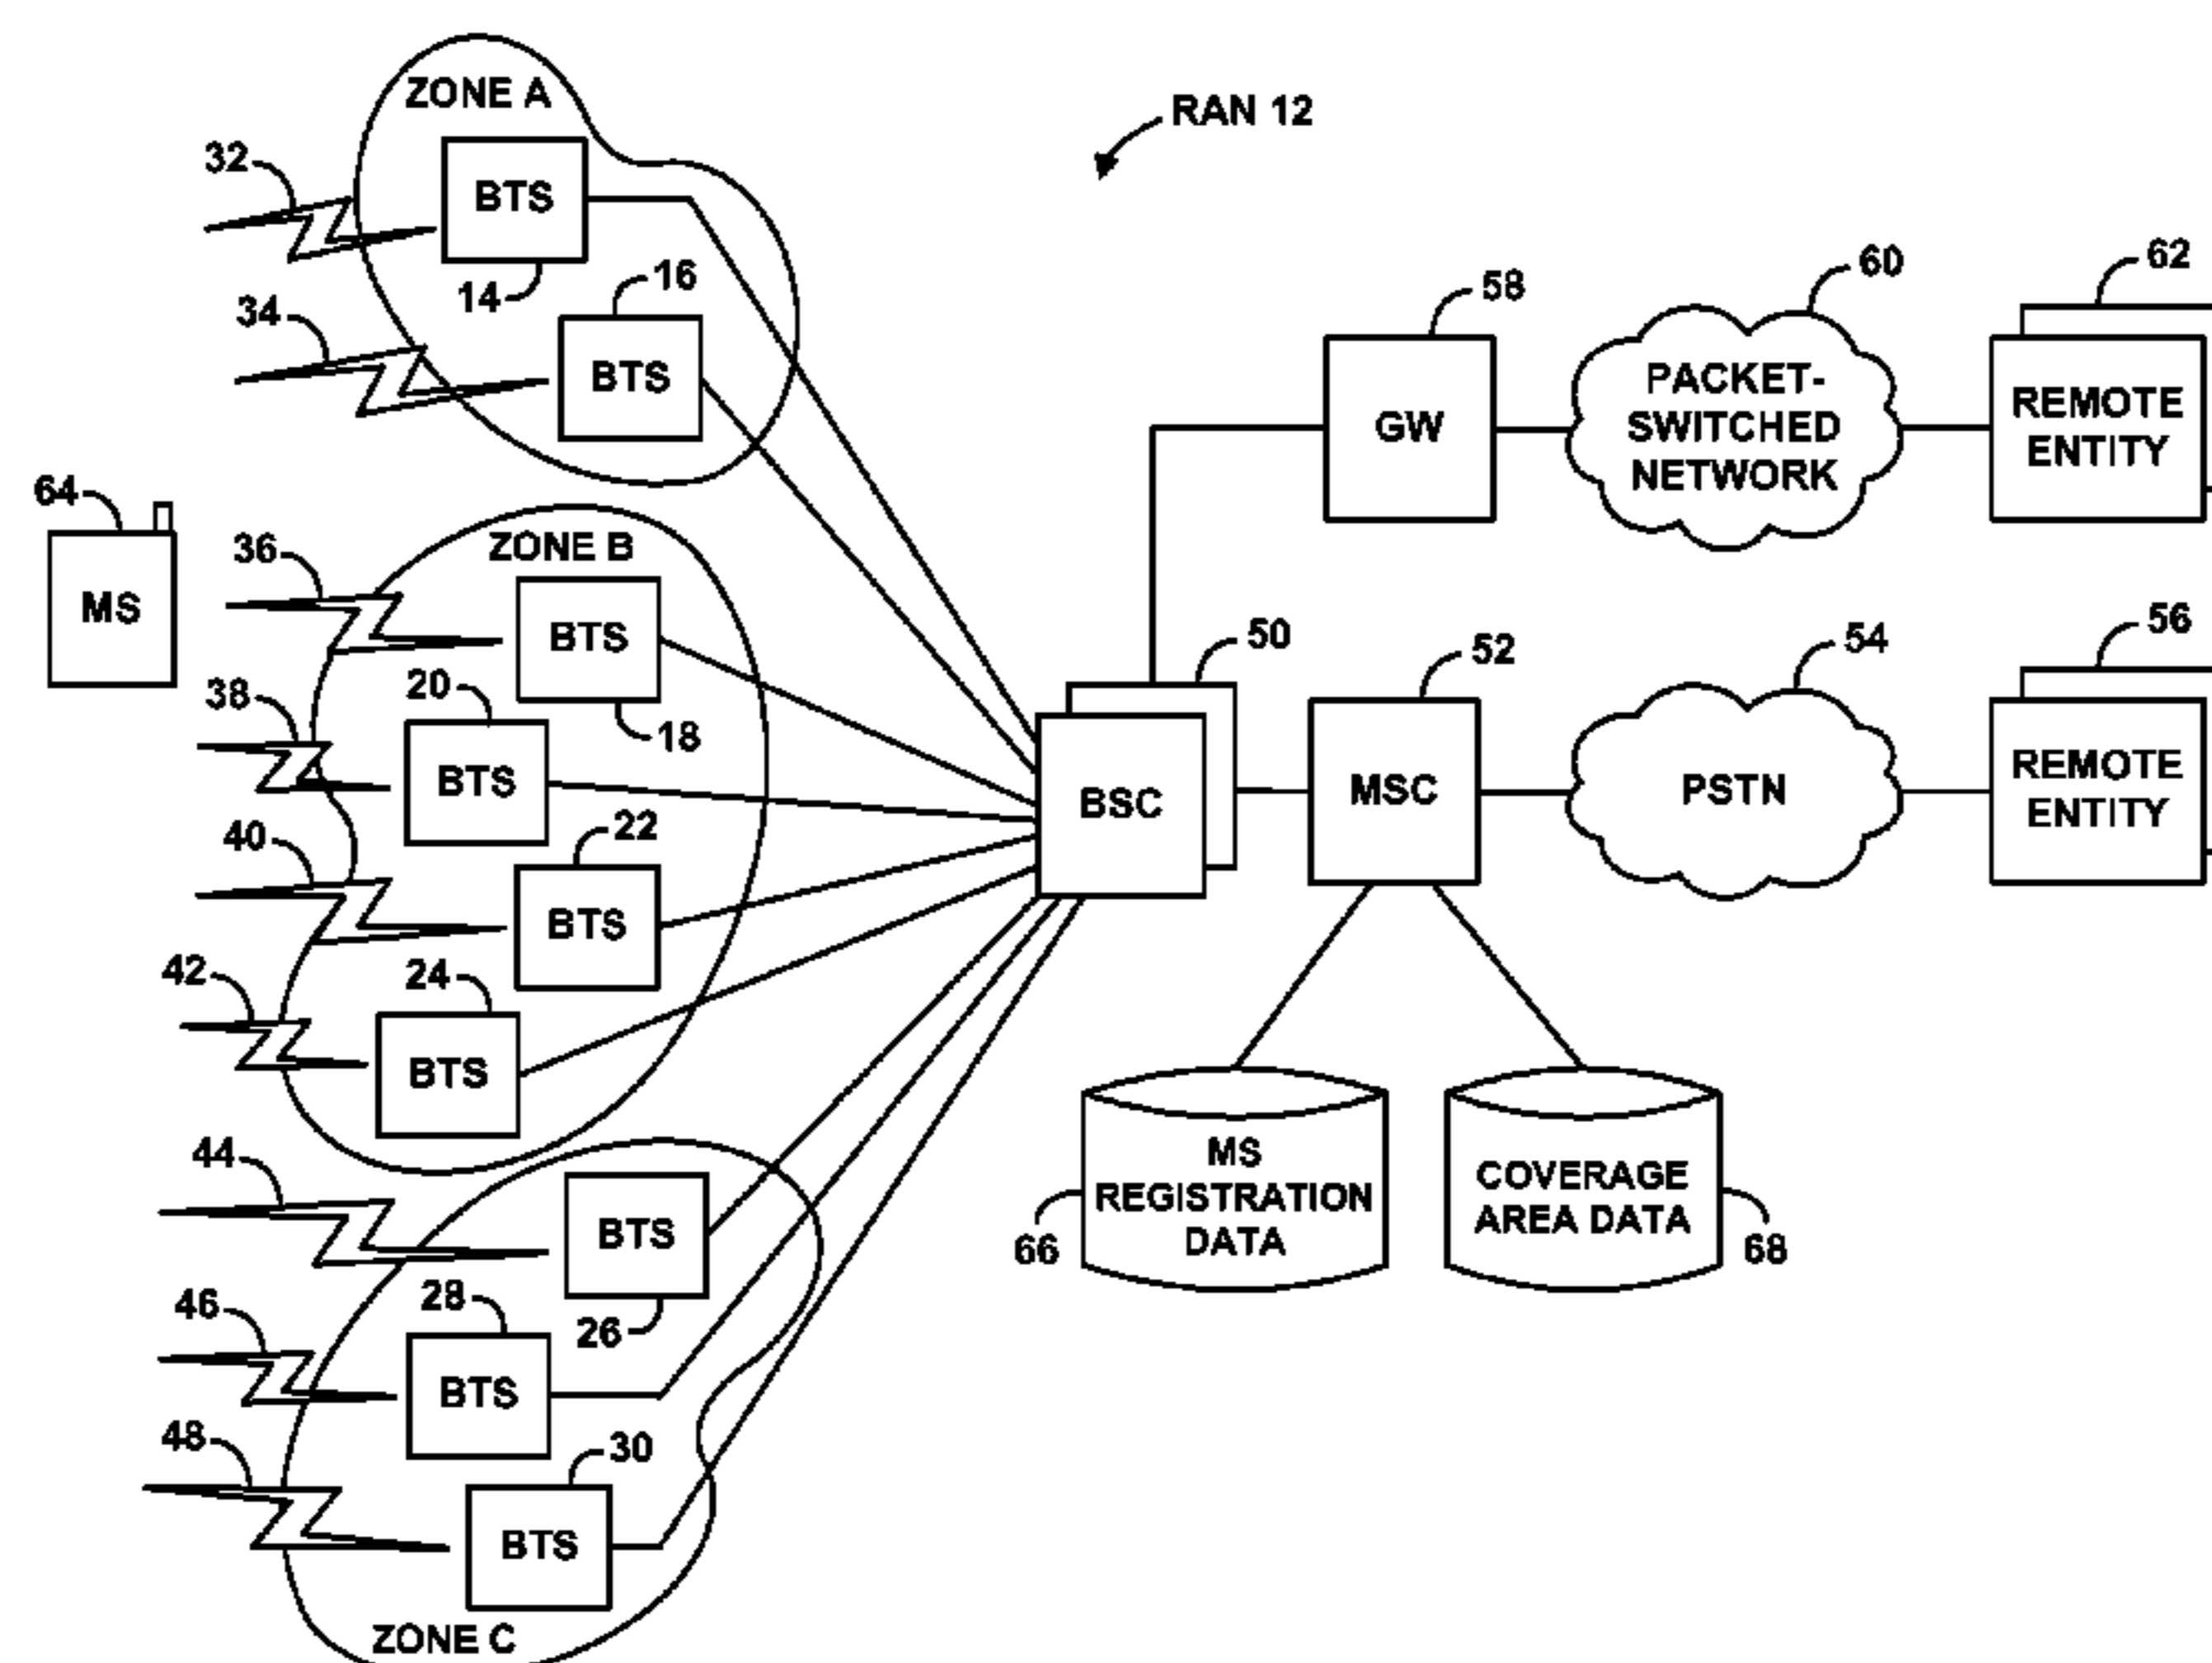 ZONE A
RAN 12
32
BTS
14
16
34
BTS
58
60
62
GW
PACKET-
SWITCHED
NETWORK
REMOTE
ENTITY
64
MS
ZONE B
36
BTS
18
38
20
BTS
40
22
BTS
42
24
BTS
50
BSC
52
MSC
54
PSTN
56
REMOTE
ENTITY
MS
REGISTRATION
DATA
66
COVERAGE
AREA DATA
68
44
BTS
26
46
28
BTS
48
30
BTS
ZONE C